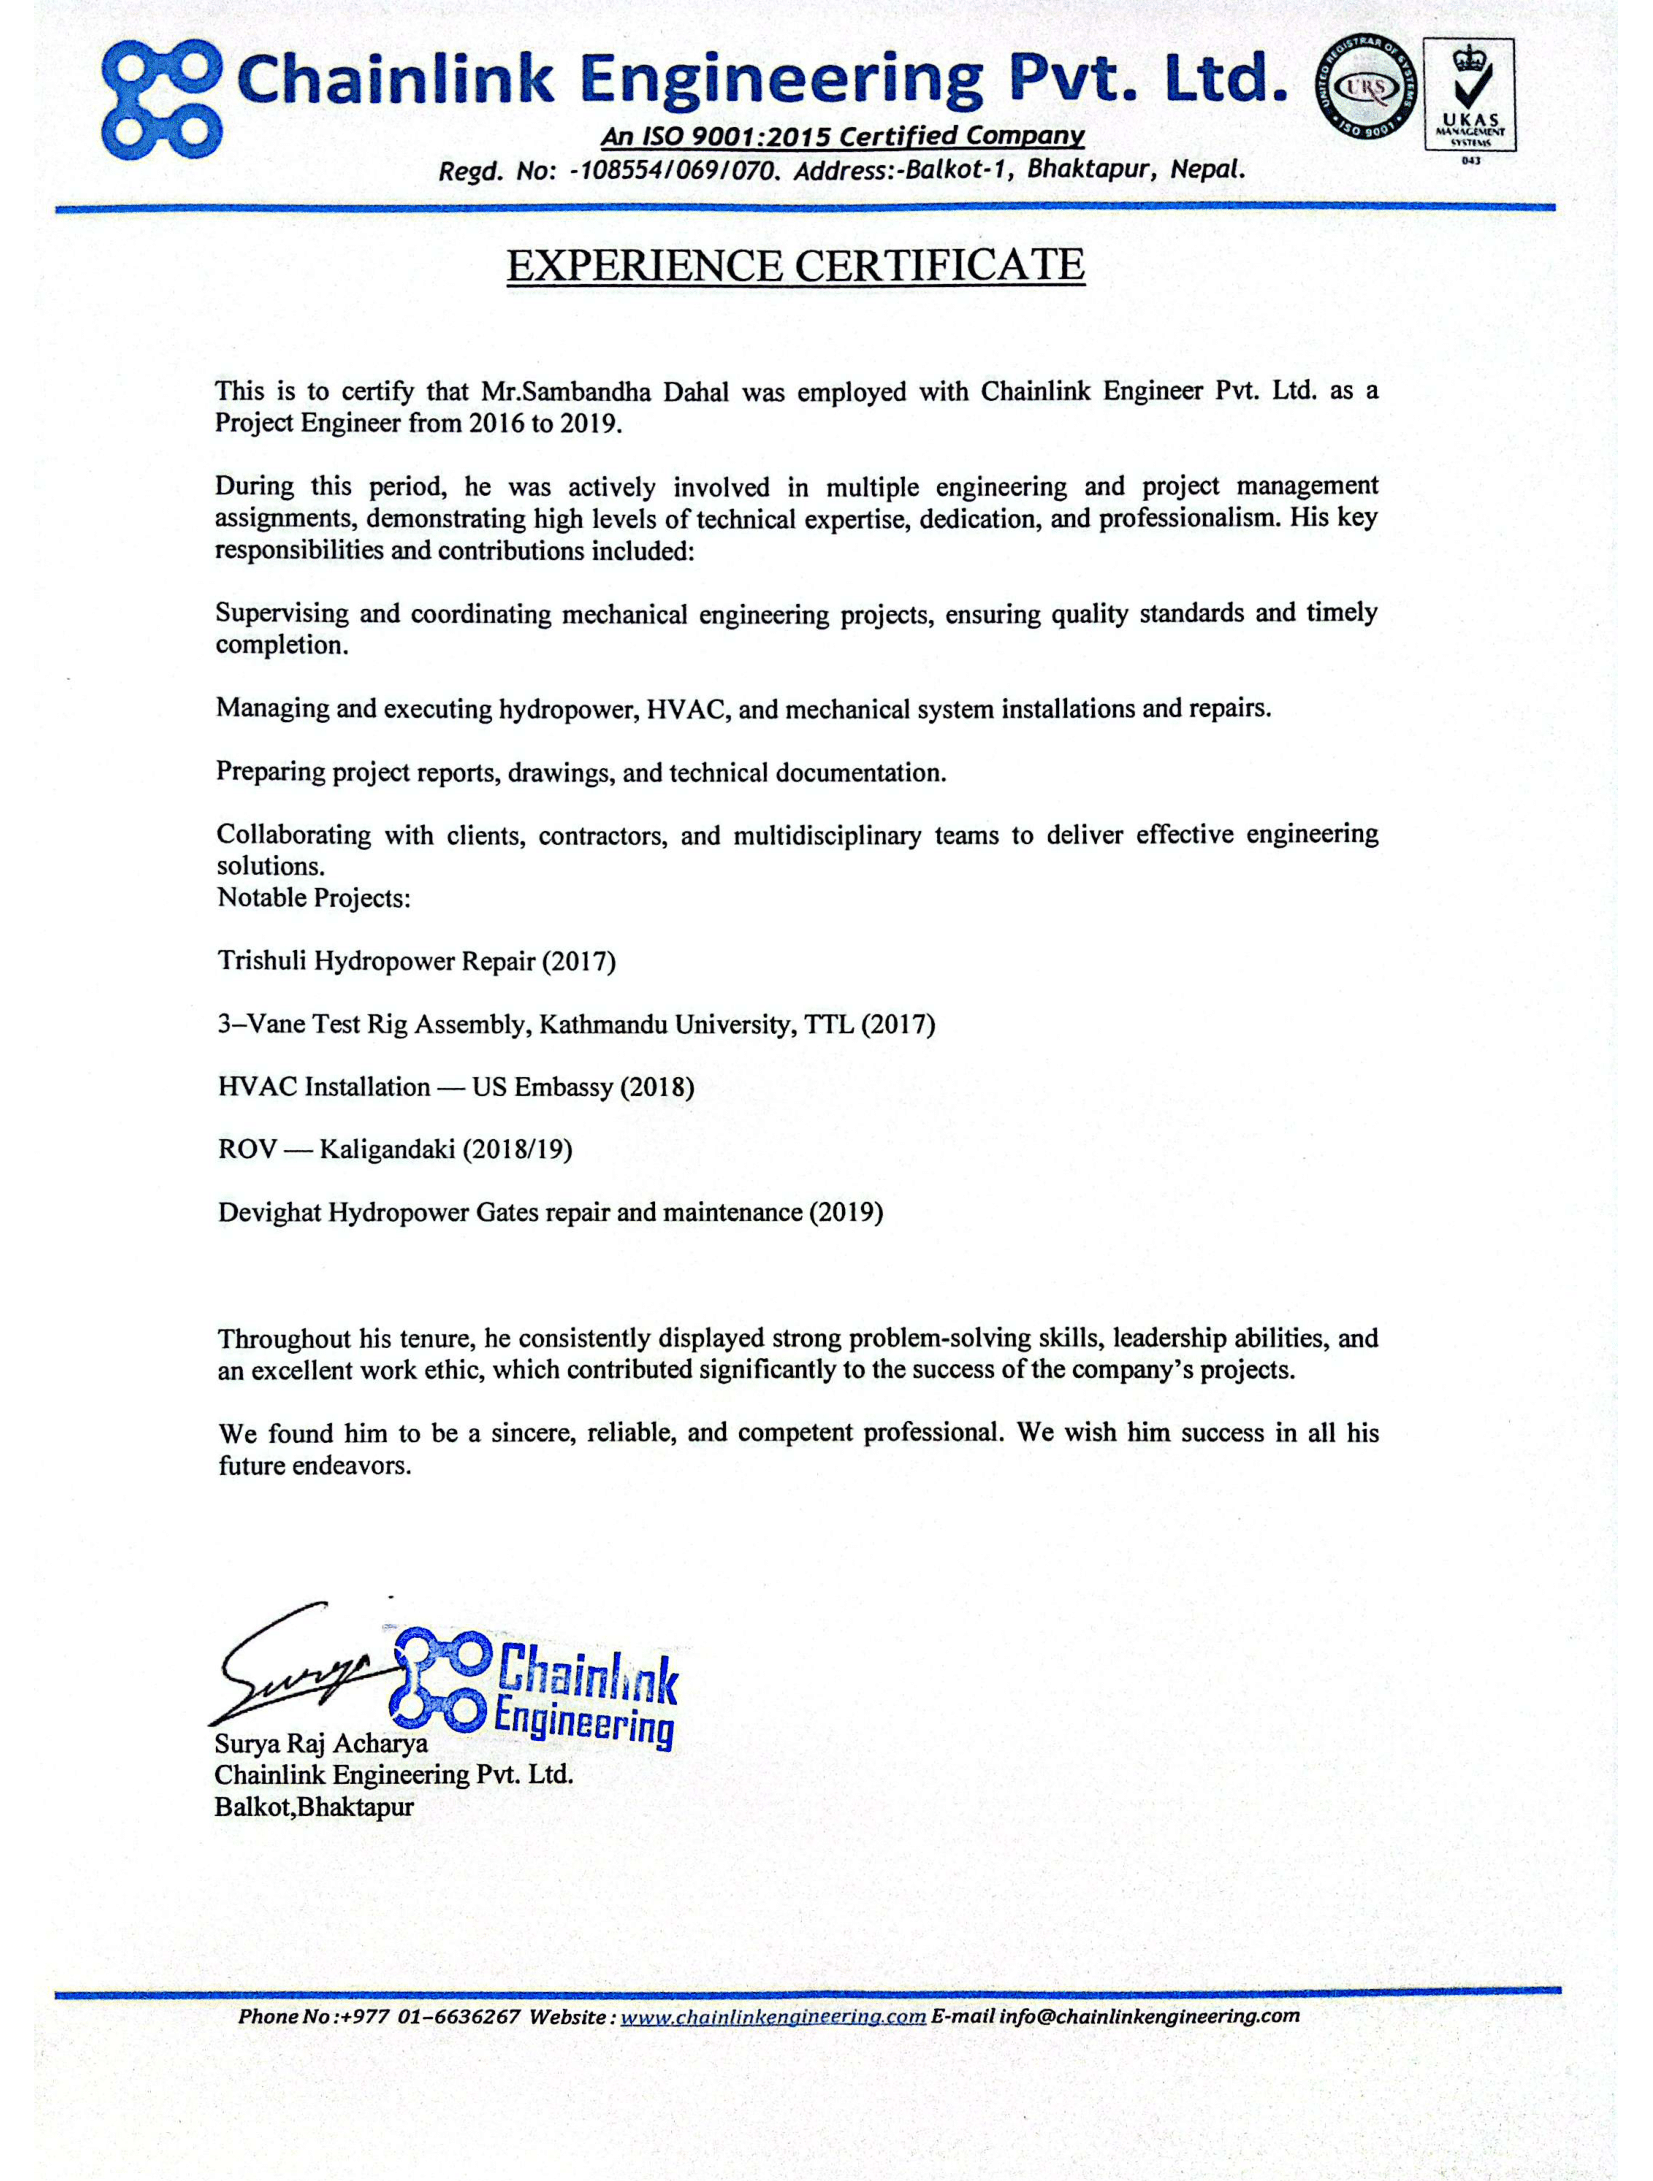 Chainlink Engineering Pvt. Ltd.
UNITED REGISTRAR OF SYSTEMS
URS
ISO 9001
UKAS
MANAGEMENT
SYSTEMS
043
An ISO 9001:2015 Certified Company
Regd. No: -108554/069/070. Address:-Balkot-1, Bhaktapur, Nepal.
EXPERIENCE CERTIFICATE
This is to certify that Mr.Sambandha Dahal was employed with Chainlink Engineer Pvt. Ltd. as a
Project Engineer from 2016 to 2019.
During this period, he was actively involved in multiple engineering and project management
assignments, demonstrating high levels of technical expertise, dedication, and professionalism. His key
responsibilities and contributions included:
Supervising and coordinating mechanical engineering projects, ensuring quality standards and timely
completion.
Managing and executing hydropower, HVAC, and mechanical system installations and repairs.
Preparing project reports, drawings, and technical documentation.
Collaborating with clients, contractors, and multidisciplinary teams to deliver effective engineering
solutions.
Notable Projects:
Trishuli Hydropower Repair (2017)
3–Vane Test Rig Assembly, Kathmandu University, TTL (2017)
HVAC Installation — US Embassy (2018)
ROV — Kaligandaki (2018/19)
Devighat Hydropower Gates repair and maintenance (2019)
Throughout his tenure, he consistently displayed strong problem-solving skills, leadership abilities, and
an excellent work ethic, which contributed significantly to the success of the company's projects.
We found him to be a sincere, reliable, and competent professional. We wish him success in all his
future endeavors.
Surya
Chainlink
Engineering
Surya Raj Acharya
Chainlink Engineering Pvt. Ltd.
Balkot,Bhaktapur
Phone No :+977 01–6636267 Website : www.chainlinkengineering.com E-mail info@chainlinkengineering.com